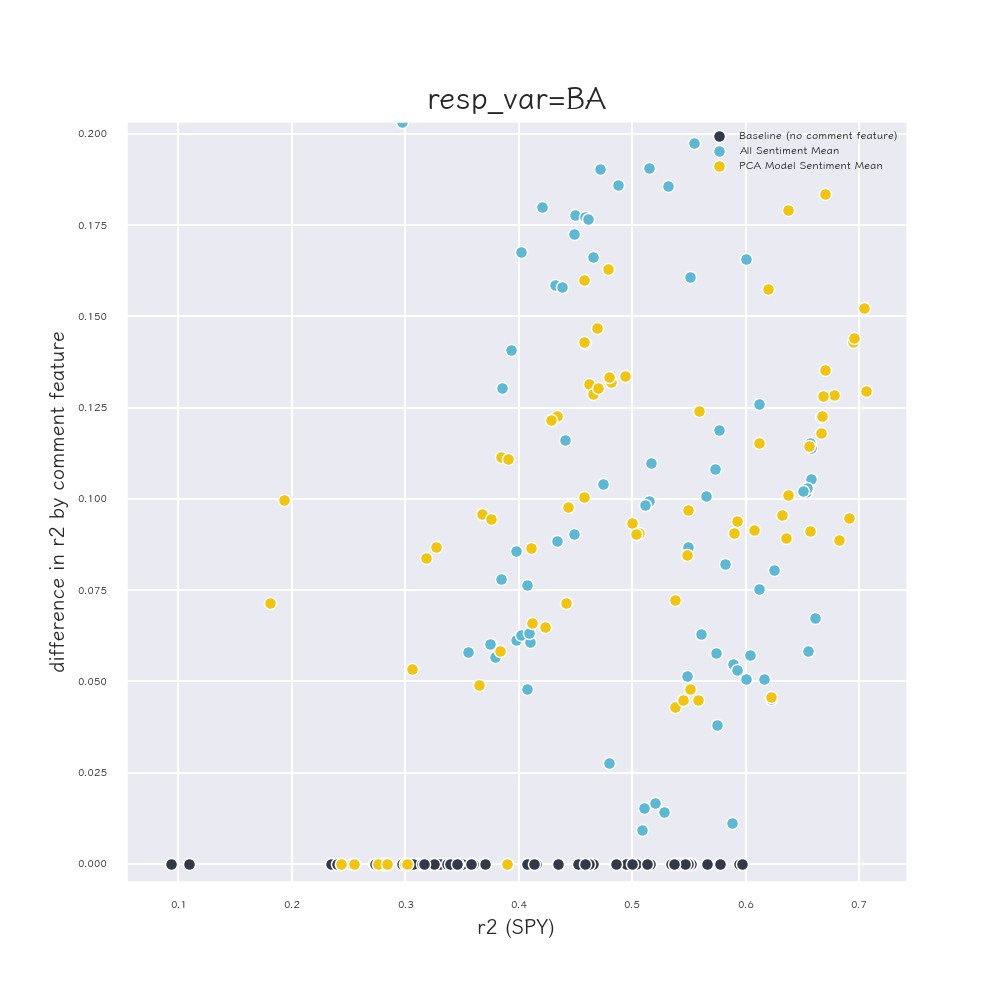 resp_var=BA
Baseline (no comment feature)
All Sentiment Mean
PCA Model Sentiment Mean
difference in r2 by comment feature
0.200
0.175
0.150
0.125
0.100
0.075
0.050
0.025
0.000
0.1 0.2 0.3 0.4 0.5 0.6 0.7
r2 (SPY)